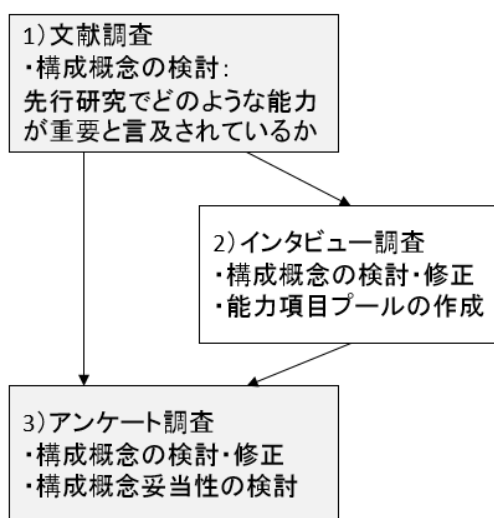 1)文献調査
・構成概念の検討:
先行研究でどのような能力
が重要と言及されているか
2)インタビュー調査
・構成概念の検討・修正
・能力項目プールの作成
3)アンケート調査
・構成概念の検討・修正
・構成概念妥当性の検討